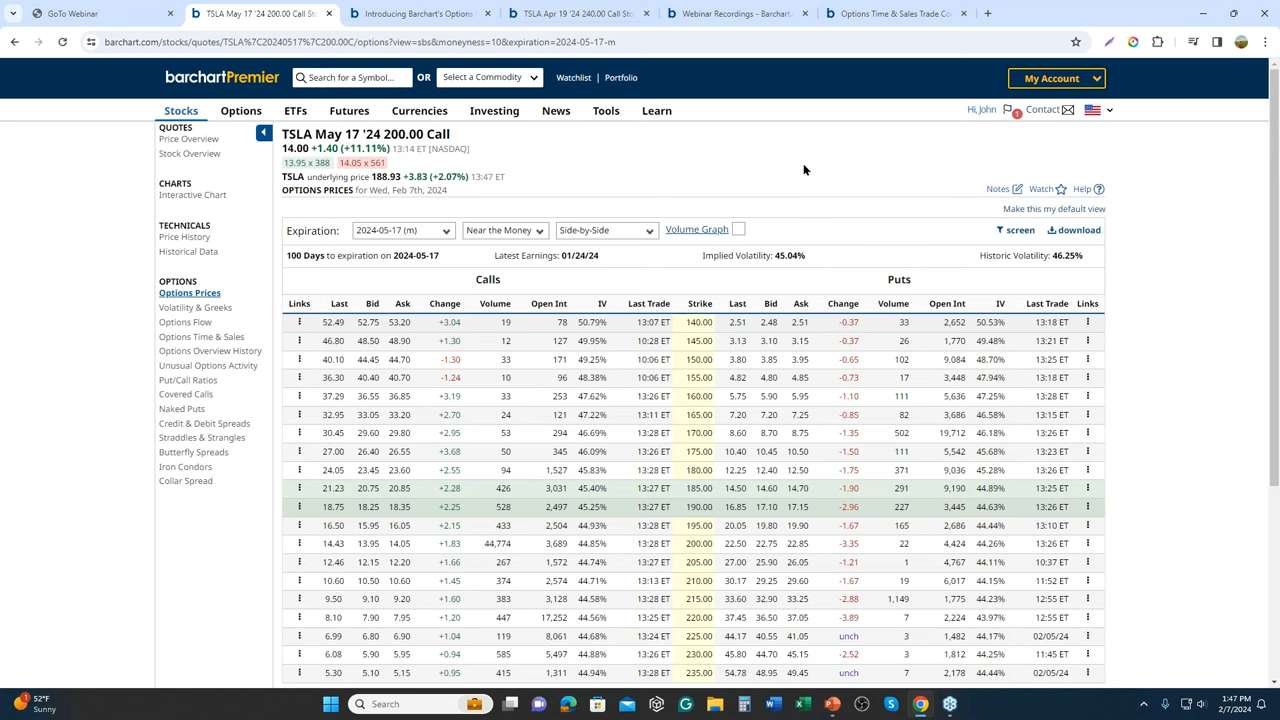 GoTo Webinar
TSLA May 17 '24 200.00 Call St
Introducing Barchart's Options
TSLA Apr 19 '24 240.00 Call Sto
Webinar Recordings - Barchart
Options Time & Sales Trade Co
barchart.com/stocks/quotes/TSLA%7C20240517%7C200.00C/options?view=sbs&moneyness=10&expiration=2024-05-17-m
barchartPremier Search for a Symbol... OR Select a Commodity Watchlist Portfolio My Account
Stocks Options ETFs Futures Currencies Investing News Tools Learn Hi, John 1 Contact
QUOTES
Price Overview
Stock Overview
CHARTS
Interactive Chart
TECHNICALS
Price History
Historical Data
OPTIONS
Options Prices
Volatility & Greeks
Options Flow
Options Time & Sales
Options Overview History
Unusual Options Activity
Put/Call Ratios
Covered Calls
Naked Puts
Credit & Debit Spreads
Straddles & Strangles
Butterfly Spreads
Iron Condors
Collar Spread
TSLA May 17 '24 200.00 Call
14.00 +1.40 (+11.11%) 13:14 ET [NASDAQ]
13.95 x 388 14.05 x 561
TSLA underlying price 188.93 +3.83 (+2.07%) 13:47 ET
OPTIONS PRICES for Wed, Feb 7th, 2024
Notes Watch Help
Make this my default view
Expiration: 2024-05-17 (m) Near the Money Side-by-Side Volume Graph screen download
100 Days to expiration on 2024-05-17 Latest Earnings: 01/24/24 Implied Volatility: 45.04% Historic Volatility: 46.25%
Calls Puts
Links Last Bid Ask Change Volume Open Int IV Last Trade Strike Last Bid Ask Change Volume Open Int IV Last Trade Links
52.49 52.75 53.20 +3.04 19 78 50.79% 13:07 ET 140.00 2.51 2.48 2.51 -0.37 33 2,652 50.53% 13:18 ET
46.80 48.50 48.90 +1.30 12 127 49.95% 10:28 ET 145.00 3.13 3.10 3.15 -0.37 26 1,770 49.48% 13:21 ET
40.10 44.45 44.70 -1.30 33 171 49.25% 10:06 ET 150.00 3.80 3.85 3.95 -0.65 102 9,084 48.70% 13:25 ET
36.30 40.40 40.70 -1.24 10 96 48.38% 10:06 ET 155.00 4.82 4.80 4.85 -0.73 17 3,448 47.94% 13:18 ET
37.29 36.55 36.85 +3.19 33 253 47.62% 13:26 ET 160.00 5.75 5.90 5.95 -1.10 111 5,636 47.25% 13:28 ET
32.95 33.05 33.20 +2.70 24 121 47.22% 13:11 ET 165.00 7.20 7.20 7.25 -0.85 82 3,686 46.58% 13:15 ET
30.45 29.60 29.80 +2.95 53 294 46.69% 13:28 ET 170.00 8.60 8.70 8.75 -1.35 502 19,712 46.18% 13:28 ET
27.00 26.40 26.55 +3.68 50 345 46.09% 13:28 ET 175.00 10.40 10.45 10.50 -1.50 111 5,542 45.68% 13:23 ET
24.05 23.45 23.60 +2.55 94 1,527 45.83% 13:28 ET 180.00 12.25 12.40 12.50 -1.75 371 9,036 45.28% 13:26 ET
21.23 20.75 20.85 +2.28 426 3,031 45.40% 13:27 ET 185.00 14.50 14.60 14.70 -1.90 291 9,190 44.89% 13:25 ET
18.75 18.25 18.35 +2.25 528 2,497 45.25% 13:27 ET 190.00 16.85 17.10 17.15 -2.96 227 3,445 44.63% 13:26 ET
16.50 15.95 16.05 +2.15 433 2,504 44.93% 13:28 ET 195.00 20.05 19.80 19.90 -1.67 165 2,686 44.44% 13:10 ET
14.43 13.95 14.05 +1.83 44,774 3,689 44.85% 13:28 ET 200.00 22.50 22.75 22.85 -3.35 22 4,424 44.26% 13:26 ET
12.46 12.15 12.20 +1.66 267 1,572 44.74% 13:27 ET 205.00 27.00 25.90 26.05 -1.21 1 4,767 44.11% 10:37 ET
10.60 10.50 10.60 +1.45 374 2,574 44.71% 13:13 ET 210.00 30.17 29.25 29.60 -1.67 19 6,017 44.15% 11:52 ET
9.50 9.10 9.20 +1.60 383 3,128 44.58% 13:28 ET 215.00 33.60 32.90 33.25 -2.88 1,149 1,775 44.23% 12:55 ET
8.10 7.90 7.95 +1.20 447 17,252 44.56% 13:25 ET 220.00 37.45 36.50 37.05 -3.89 7 2,224 43.97% 12:55 ET
6.99 6.80 6.90 +1.04 119 8,061 44.68% 13:24 ET 225.00 44.17 40.55 41.05 unch 3 1,482 44.17% 02/05/24
6.08 5.90 5.95 +0.94 585 5,497 44.88% 13:26 ET 230.00 45.80 44.70 45.15 -2.52 3 1,812 44.25% 11:45 ET
5.30 5.10 5.15 +0.95 415 1,311 44.94% 13:28 ET 235.00 54.78 48.95 49.45 unch 7 2,178 44.44% 02/05/24
52°F
Sunny
Search
1:47 PM
2/7/2024